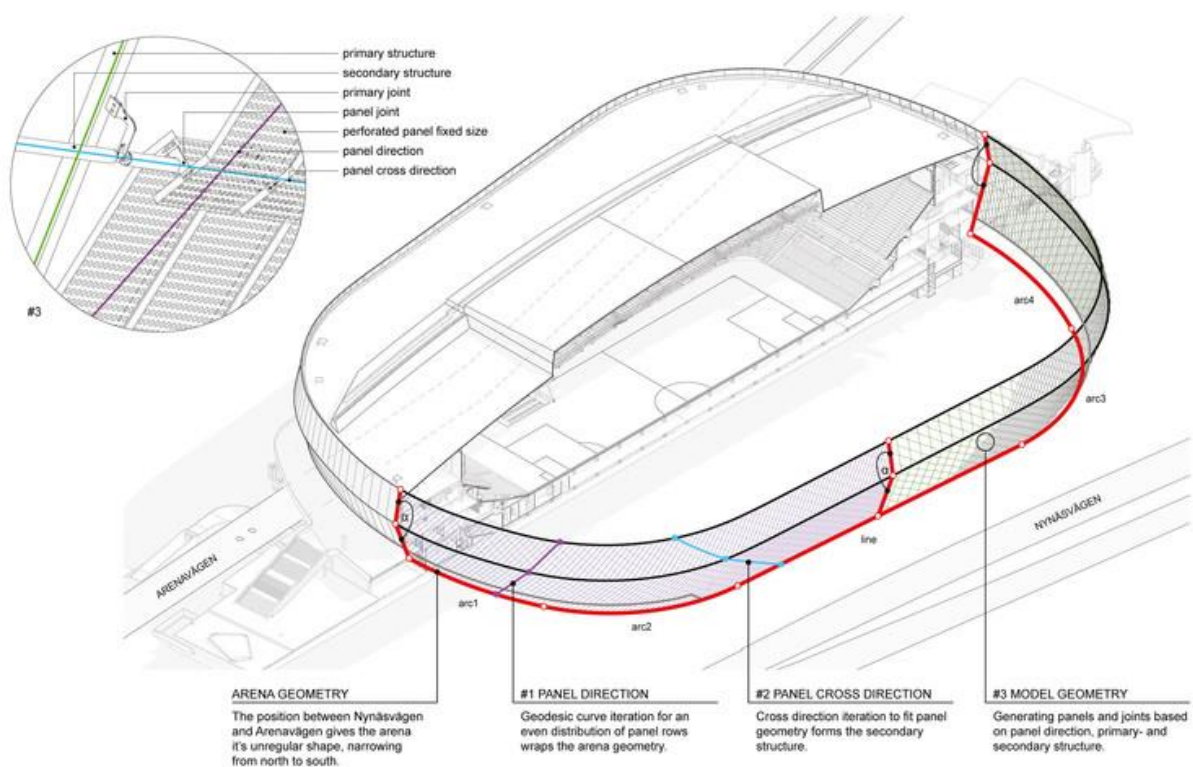 primary structure
secondary structure
primary joint
panel joint
perforated panel fixed size
panel direction
panel cross direction
#3
arc4
arc3
α
α
NYNÄSVÄGEN
line
ARENAVÄGEN
arc1
arc2
ARENA GEOMETRY
The position between Nynäsvägen
and Arenavägen gives the arena
it's unregular shape, narrowing
from north to south.
#1 PANEL DIRECTION
Geodesic curve iteration for an
even distribution of panel rows
wraps the arena geometry.
#2 PANEL CROSS DIRECTION
Cross direction iteration to fit panel
geometry forms the secondary
structure.
#3 MODEL GEOMETRY
Generating panels and joints based
on panel direction, primary- and
secondary structure.